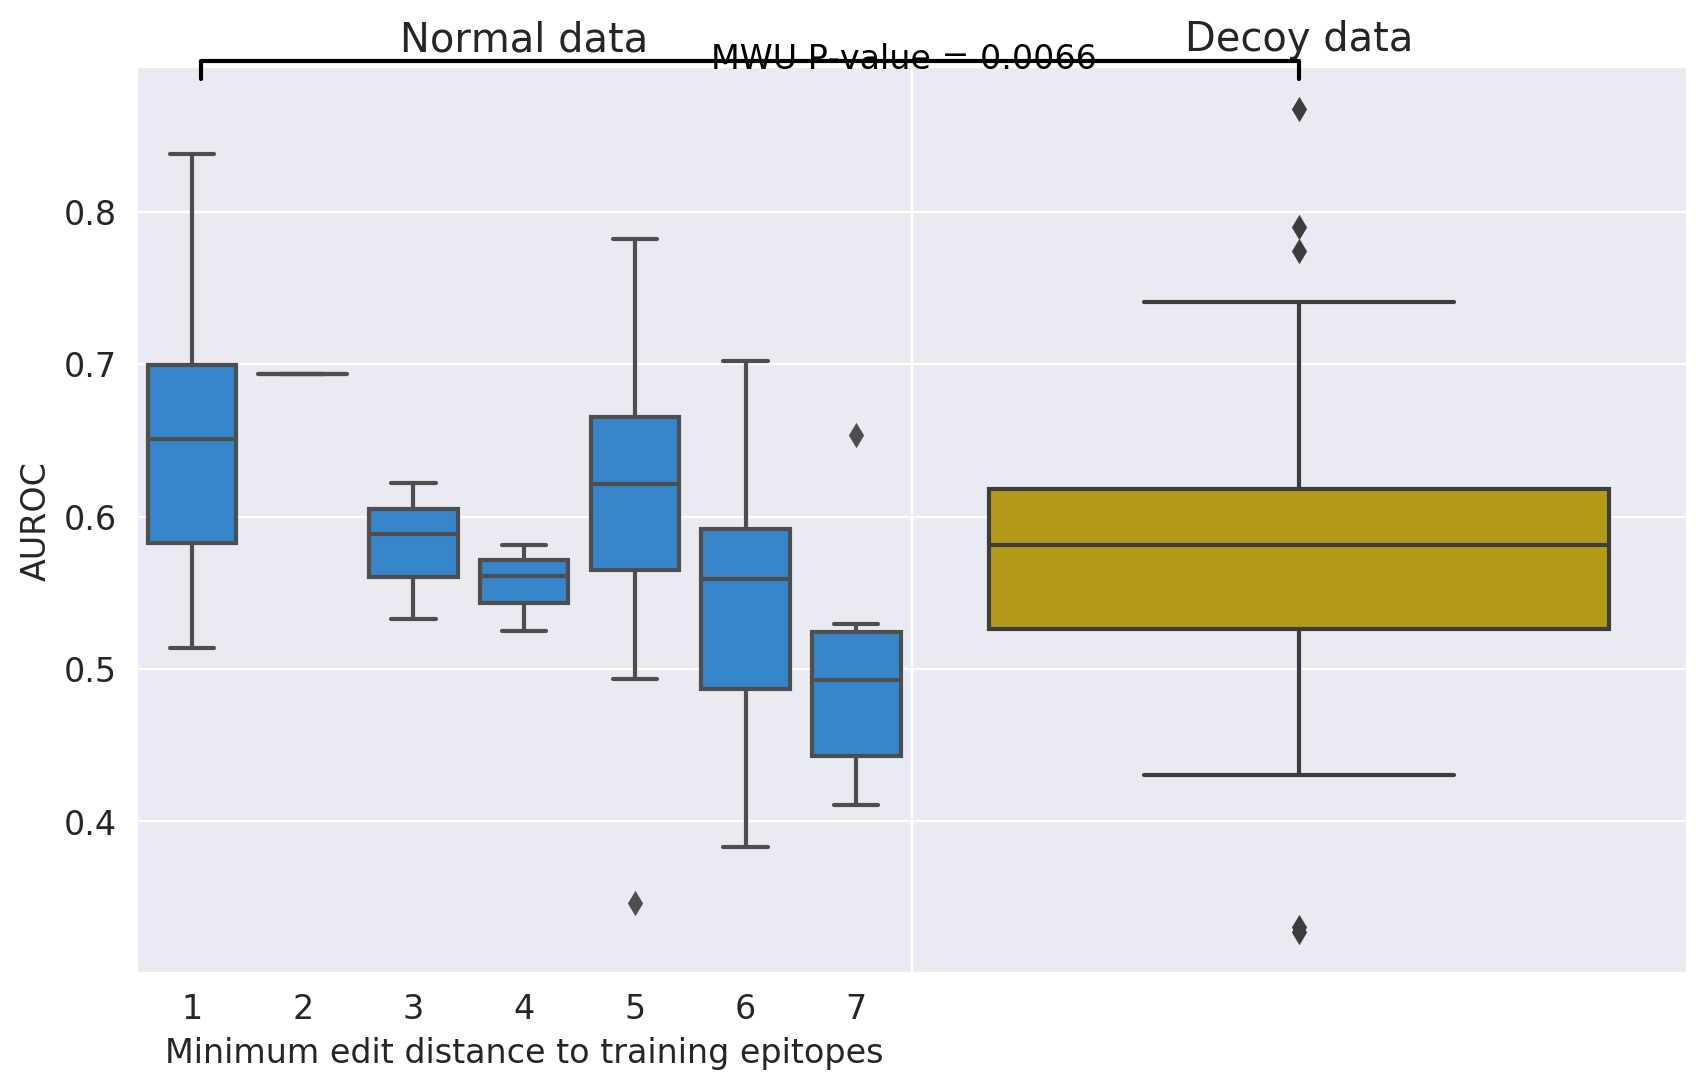 Normal data
Decoy data
MWU P-value = 0.0066
AUROC
0.8
0.7
0.6
0.5
0.4
1 2 3 4 5 6 7
Minimum edit distance to training epitopes